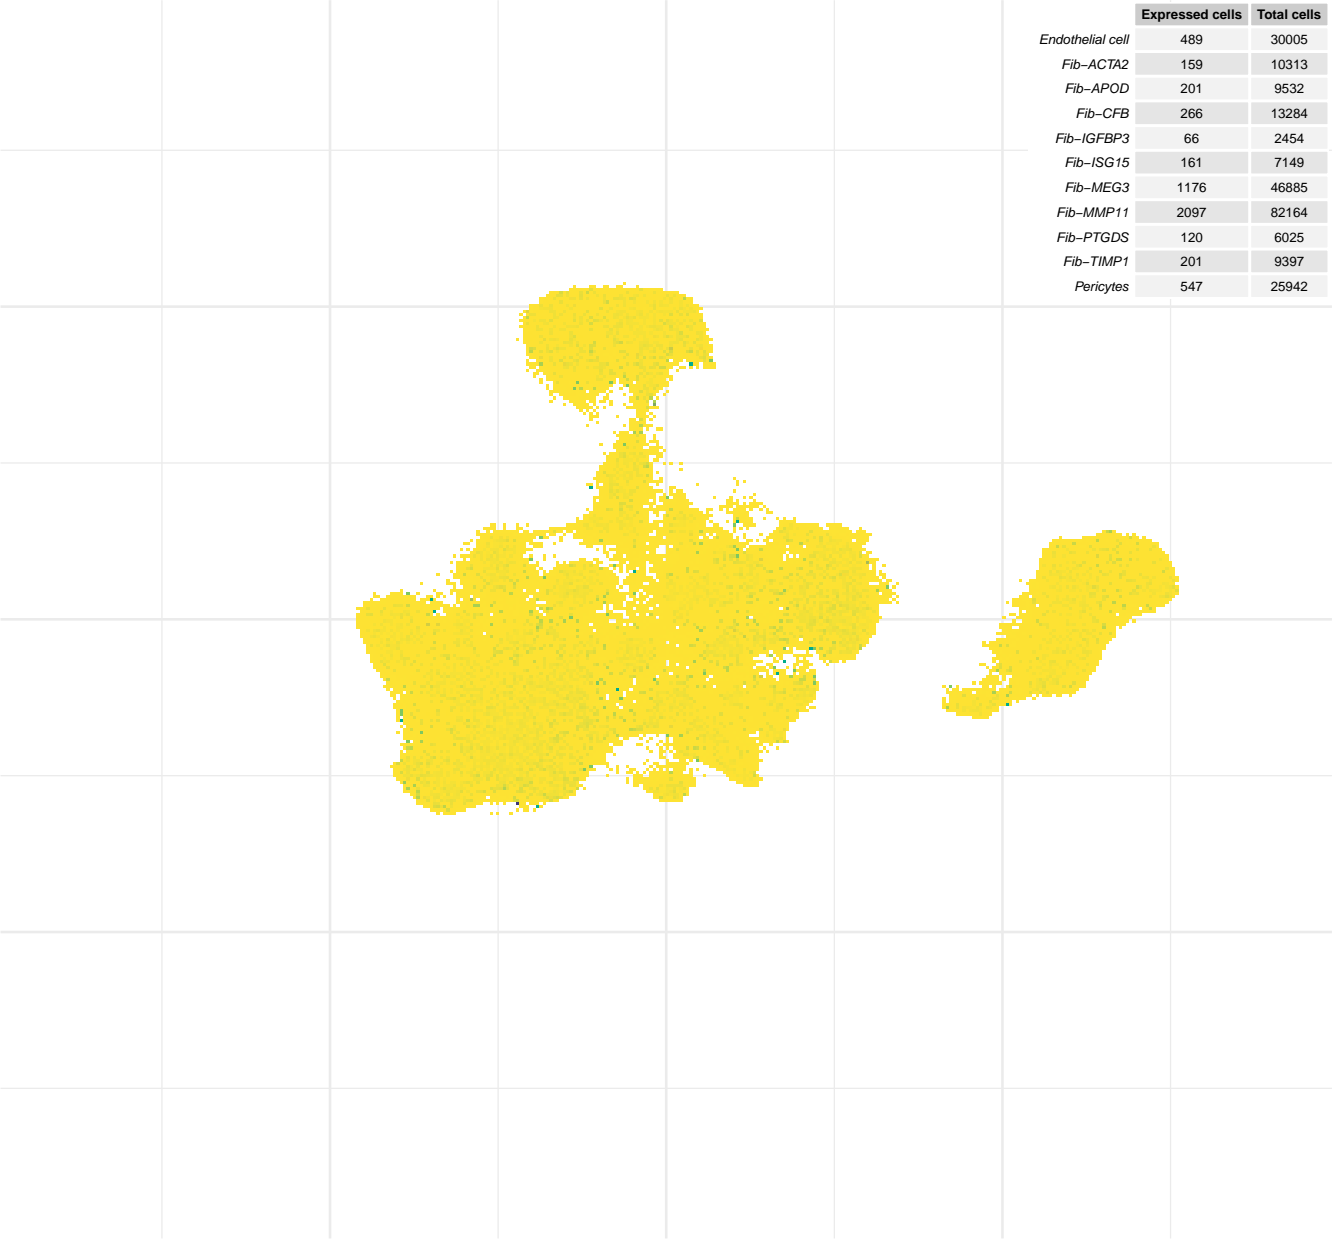 Expressed cells Total cells
Endothelial cell 489 30005
Fib−ACTA2 159 10313
Fib−APOD 201 9532
Fib−CFB 266 13284
Fib−IGFBP3 66 2454
Fib−ISG15 161 7149
Fib−MEG3 1176 46885
Fib−MMP11 2097 82164
Fib−PTGDS 120 6025
Fib−TIMP1 201 9397
Pericytes 547 25942